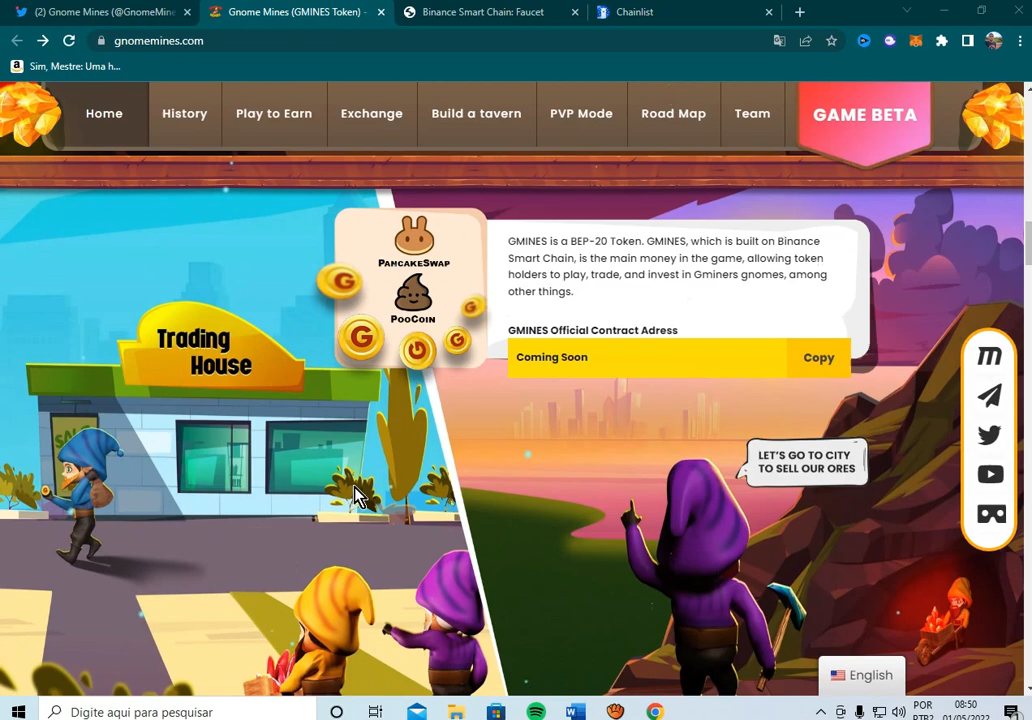 (2) Gnome Mines (@GnomeMine
Gnome Mines (GMINES Token) -
Binance Smart Chain: Faucet
Chainlist
gnomemines.com
Sim, Mestre: Uma h...
Home
History
Play to Earn
Exchange
Build a tavern
PVP Mode
Road Map
Team
GAME BETA
PANCAKESWAP
POOCOIN
GMINES is a BEP-20 Token. GMINES, which is built on Binance
Smart Chain, is the main money in the game, allowing token
holders to play, trade, and invest in Gminers gnomes, among
other things.
GMINES Official Contract Adress
Coming Soon
Copy
Trading
House
SALE
LET'S GO TO CITY
TO SELL OUR ORES
English
Digite aqui para pesquisar
POR
PTB2
08:50
01/05/2022